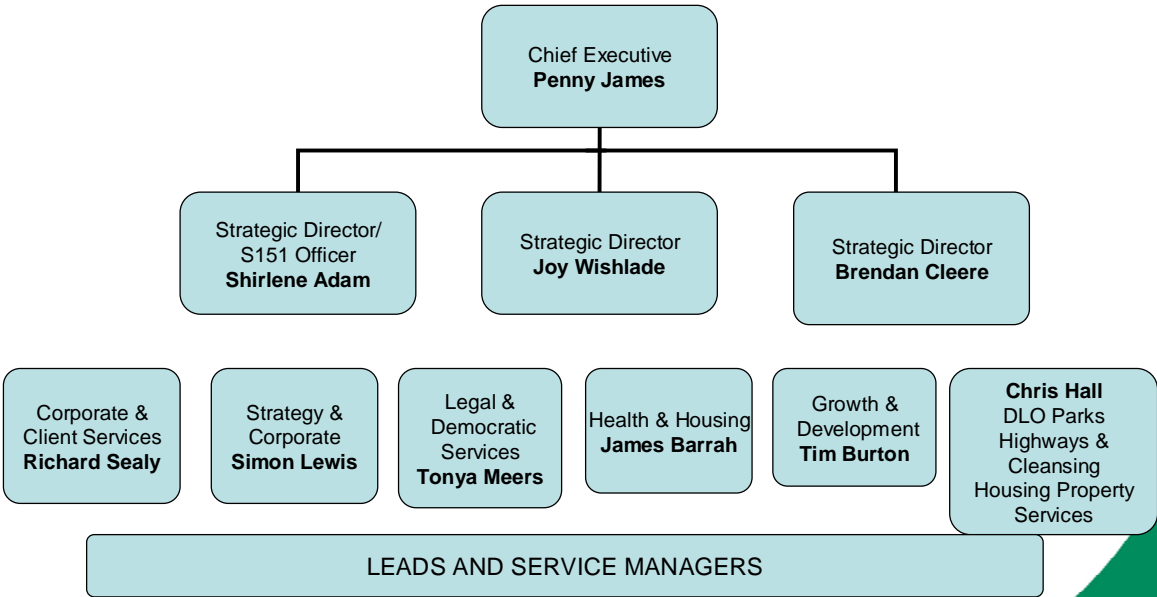 Chief Executive
Penny James
Strategic Director/
S151 Officer
Shirlene Adam
Strategic Director
Joy Wishlade
Strategic Director
Brendan Cleere
Corporate &
Client Services
Richard Sealy
Strategy &
Corporate
Simon Lewis
Legal &
Democratic
Services
Tonya Meers
Health & Housing
James Barrah
Growth &
Development
Tim Burton
Chris Hall
DLO Parks
Highways &
Cleansing
Housing Property
Services
LEADS AND SERVICE MANAGERS